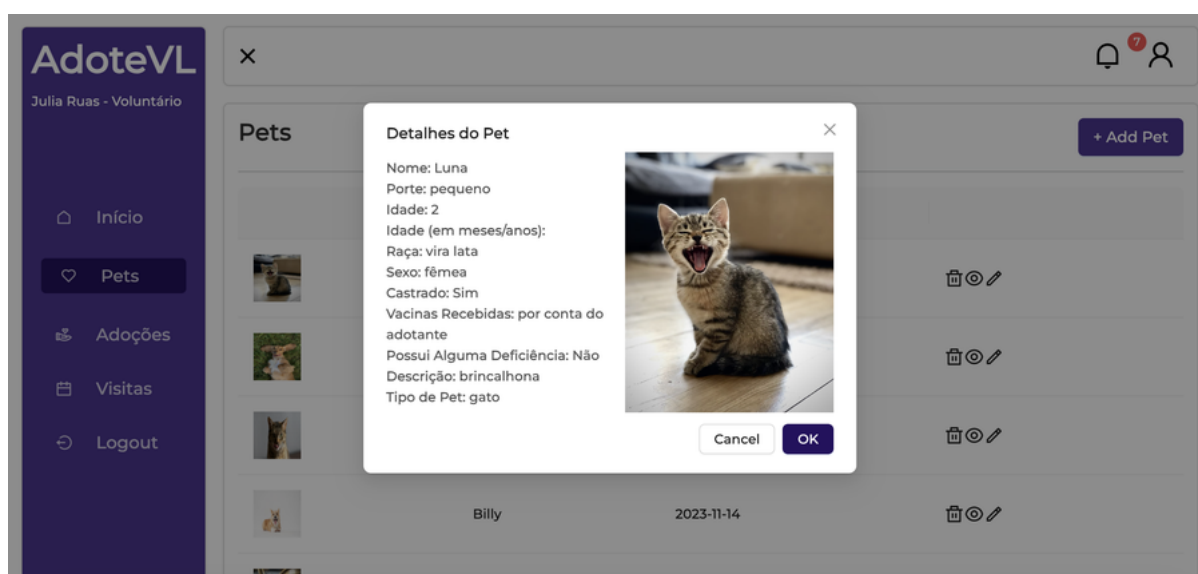 AdoteVL
Julia Ruas - Voluntário
7
Início
Pets
Adoções
Visitas
Logout
Pets
+ Add Pet
Detalhes do Pet
Nome: Luna
Porte: pequeno
Idade: 2
Idade (em meses/anos):
Raça: vira lata
Sexo: fêmea
Castrado: Sim
Vacinas Recebidas: por conta do
adotante
Possui Alguma Deficiência: Não
Descrição: brincalhona
Tipo de Pet: gato
Cancel
OK
Billy
2023-11-14